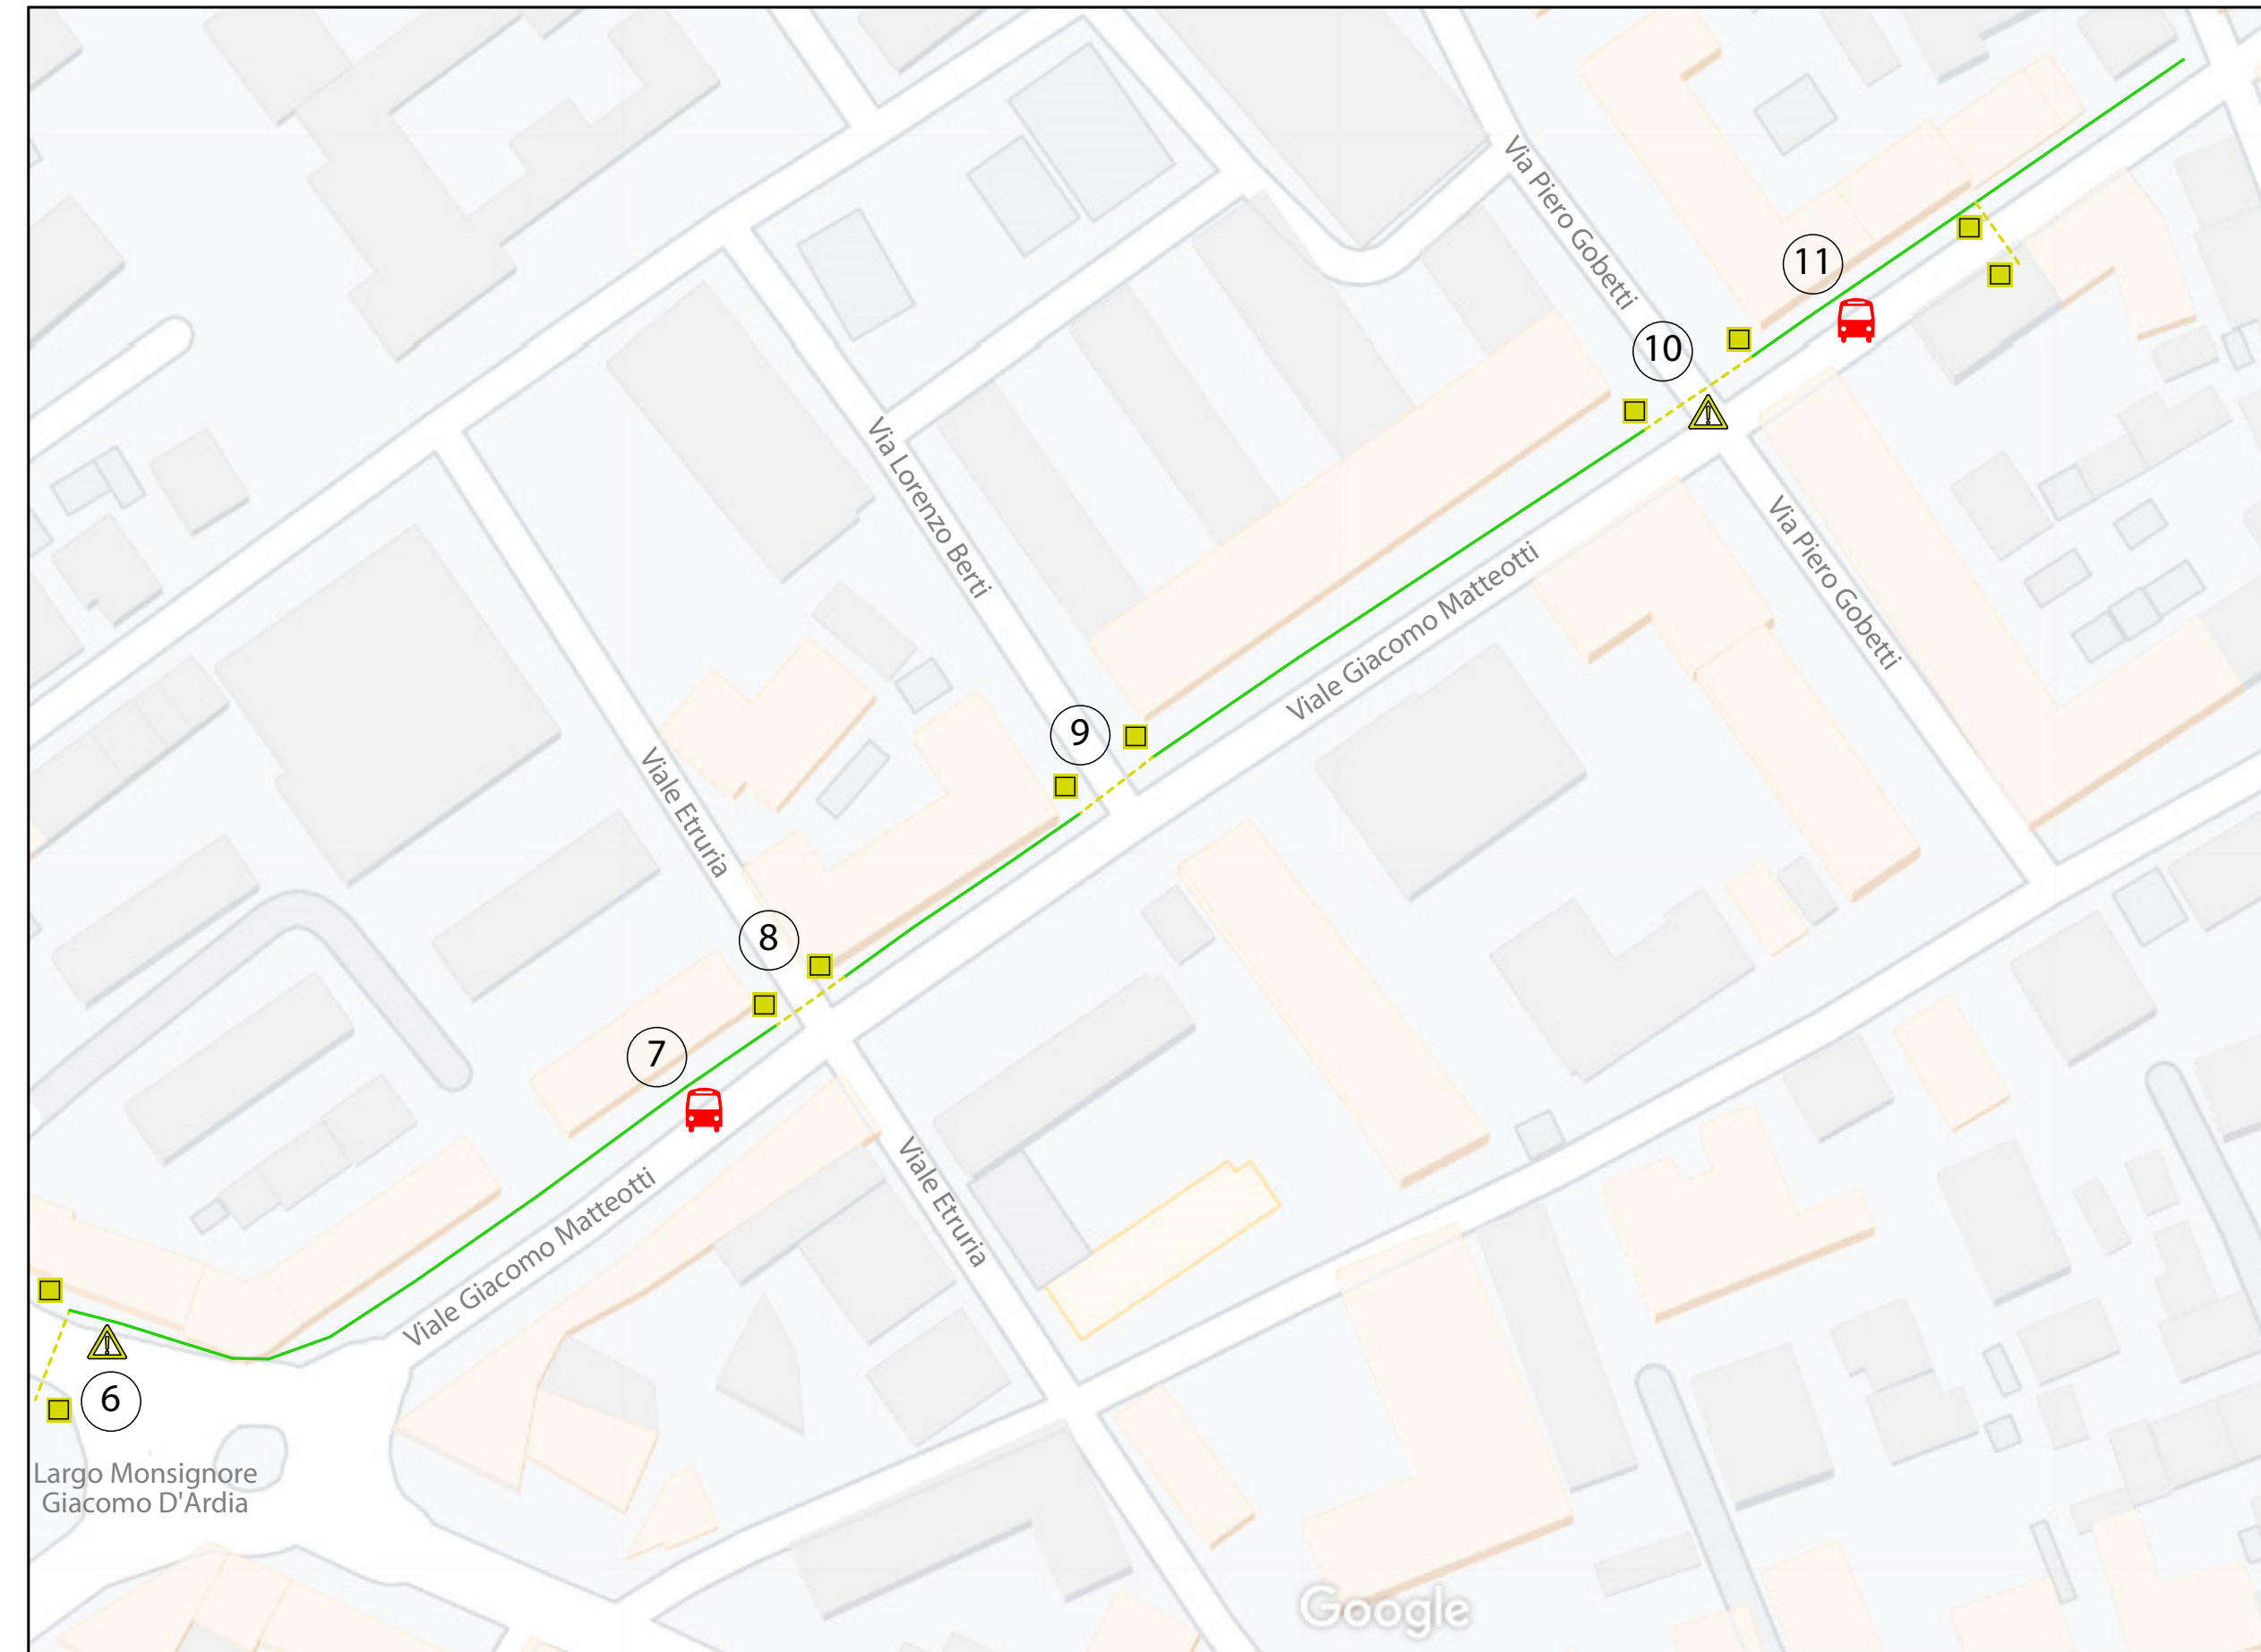 Via Piero Gobetti
11
10
Via Lorenzo Berti
Viale Giacomo Matteotti
Via Piero Gobetti
9
Viale Etruria
8
7
Viale Giacomo Matteotti
Viale Etruria
6
Largo Monsignore
Giacomo D'Ardia
Google